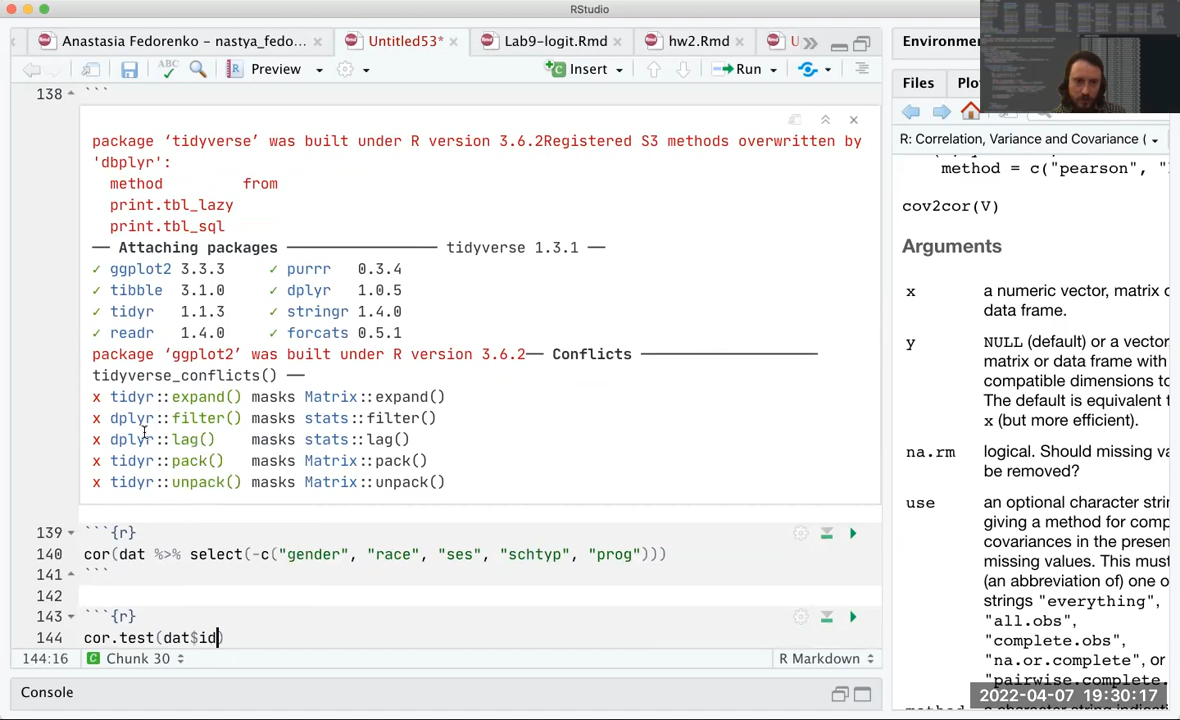 RStudio
Anastasia Fedorenko - nastya_fedo... × Untitled53* × Lab9-logit.Rmd × hw2.Rmd × U
ABC Preview Insert Run
138 ```
package ‘tidyverse’ was built under R version 3.6.2Registered S3 methods overwritten by
'dbplyr':
method from
print.tbl_lazy
print.tbl_sql
── Attaching packages ──────────────── tidyverse 1.3.1 ──
✓ ggplot2 3.3.3 ✓ purrr 0.3.4
✓ tibble 3.1.0 ✓ dplyr 1.0.5
✓ tidyr 1.1.3 ✓ stringr 1.4.0
✓ readr 1.4.0 ✓ forcats 0.5.1
package ‘ggplot2’ was built under R version 3.6.2── Conflicts ────────────────────
tidyverse_conflicts() ──
x tidyr::expand() masks Matrix::expand()
x dplyr::filter() masks stats::filter()
x dplyr::lag() masks stats::lag()
x tidyr::pack() masks Matrix::pack()
x tidyr::unpack() masks Matrix::unpack()
139 ```{r}
140 cor(dat %>% select(-c("gender", "race", "ses", "schtyp", "prog")))
141 ```
142
143 ```{r}
144 cor.test(dat$id)
144:16 C Chunk 30 R Markdown
Console
Environme
Files Plo
R: Correlation, Variance and Covariance (
method = c("pearson", "
cov2cor(V)
Arguments
x a numeric vector, matrix o
data frame.
y NULL (default) or a vector
matrix or data frame with
compatible dimensions to
The default is equivalent t
x (but more efficient).
na.rm logical. Should missing va
be removed?
use an optional character strin
giving a method for comp
covariances in the presen
missing values. This must
(an abbreviation of) one o
strings "everything",
"all.obs",
"complete.obs",
"na.or.complete", or
"pairwise.complete.
2022-04-07 19:30:17